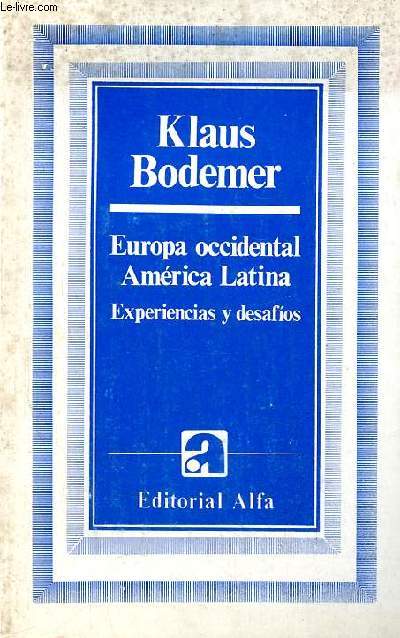 Le-livre.com
Klaus
Bodemer
Europa occidental
América Latina
Experiencias y desafíos
a.
Editorial Alfa